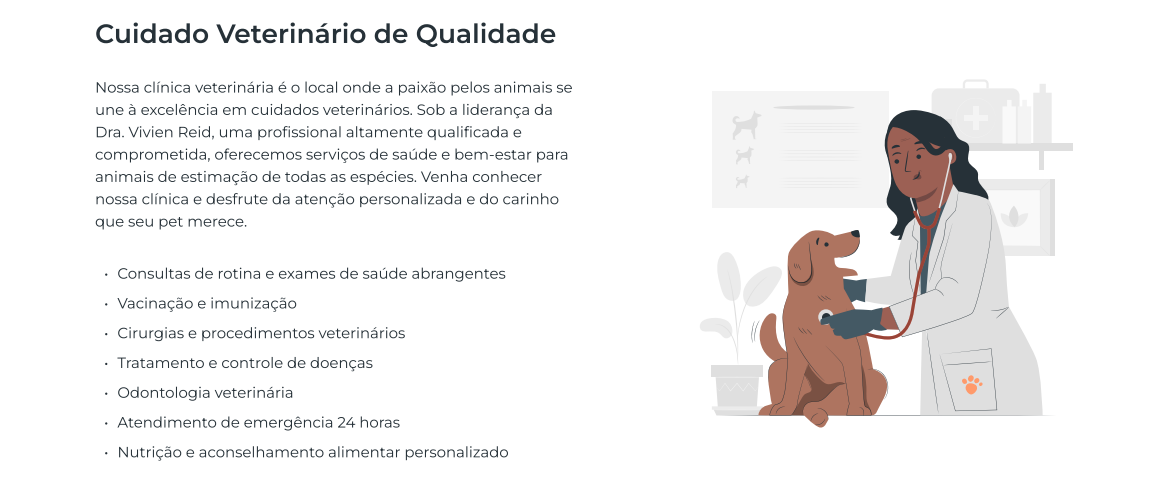 Cuidado Veterinário de Qualidade
Nossa clínica veterinária é o local onde a paixão pelos animais se
une à excelência em cuidados veterinários. Sob a liderança da
Dra. Vivien Reid, uma profissional altamente qualificada e
comprometida, oferecemos serviços de saúde e bem-estar para
animais de estimação de todas as espécies. Venha conhecer
nossa clínica e desfrute da atenção personalizada e do carinho
que seu pet merece.
• Consultas de rotina e exames de saúde abrangentes
• Vacinação e imunização
• Cirurgias e procedimentos veterinários
• Tratamento e controle de doenças
• Odontologia veterinária
• Atendimento de emergência 24 horas
• Nutrição e aconselhamento alimentar personalizado